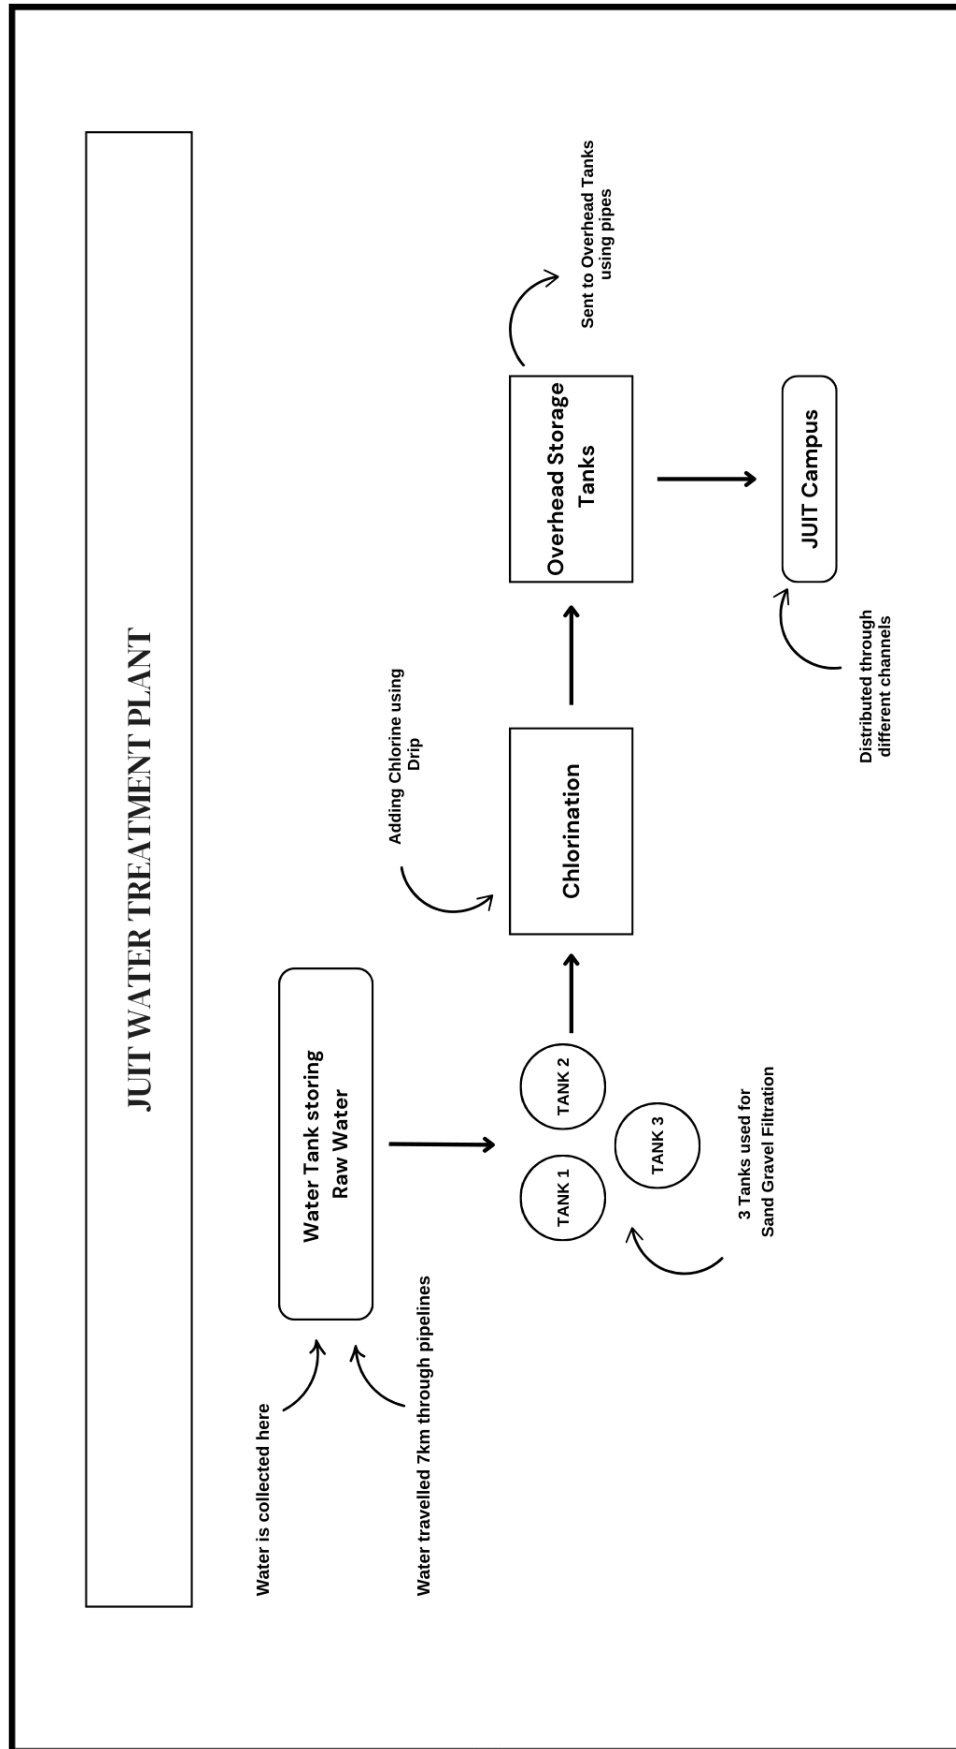 JUIT WATER TREATMENT PLANT
Water is collected here
Water Tank storing
Raw Water
Water travelled 7km through pipelines
TANK 1
TANK 2
TANK 3
3 Tanks used for
Sand Gravel Filtration
Adding Chlorine using
Drip
Chlorination
Overhead Storage
Tanks
Sent to Overhead Tanks
using pipes
JUIT Campus
Distributed through
different channels